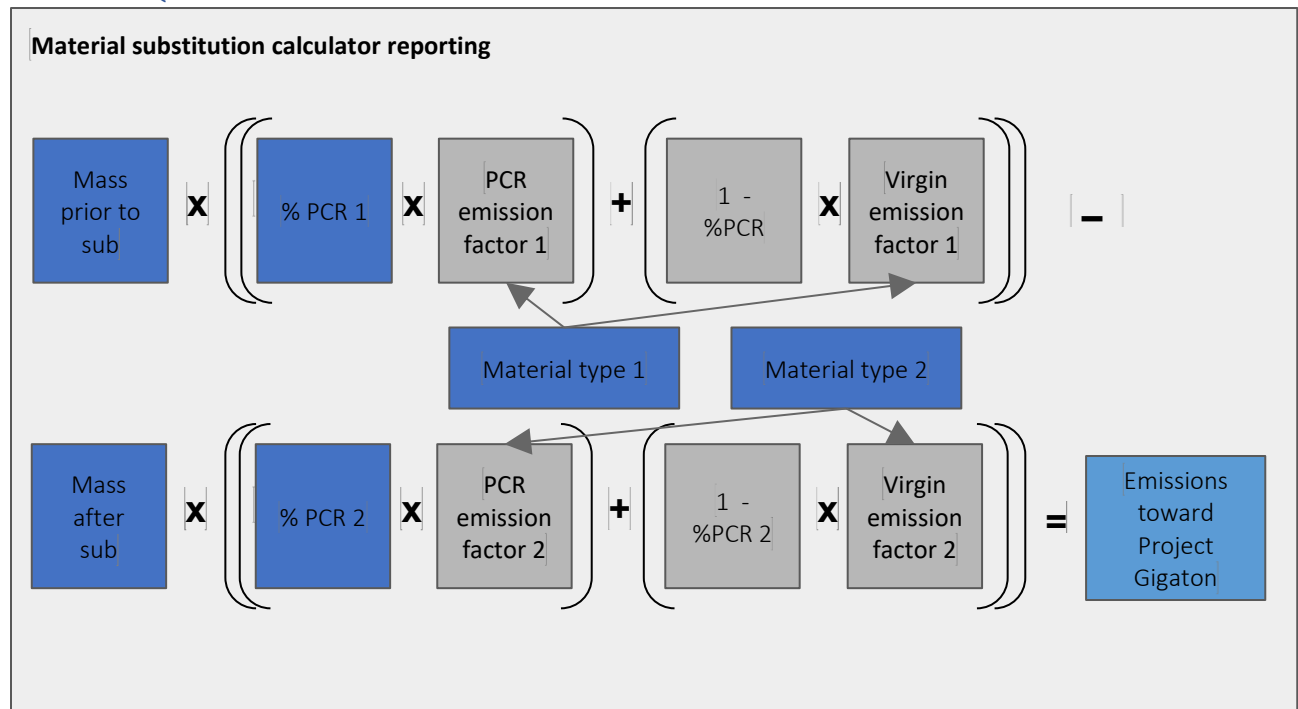 Material substitution calculator reporting
Mass
prior to
sub
x
% PCR 1
x
PCR
emission
factor 1
+
1 -
%PCR
x
Virgin
emission
factor 1
–
Material type 1
Material type 2
Mass
after
sub
x
% PCR 2
x
PCR
emission
factor 2
+
1 -
%PCR 2
x
Virgin
emission
factor 2
=
Emissions
toward
Project
Gigaton